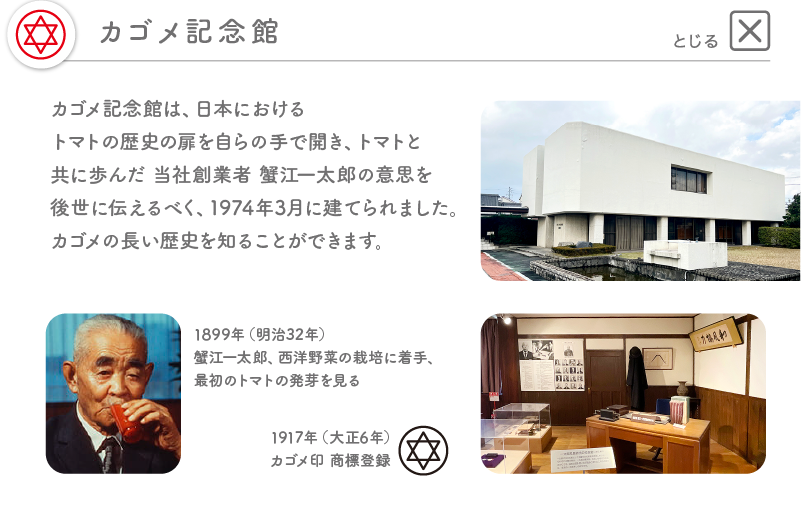 カゴメ記念館
とじる
カゴメ記念館は、日本における
トマトの歴史の扉を自らの手で開き、トマトと
共に歩んだ 当社創業者 蟹江一太郎の意思を
後世に伝えるべく、1974年3月に建てられました。
カゴメの長い歴史を知ることができます。
1899年（明治32年）
蟹江一太郎、西洋野菜の栽培に着手、
最初のトマトの発芽を見る
1917年（大正6年）
カゴメ印 商標登録